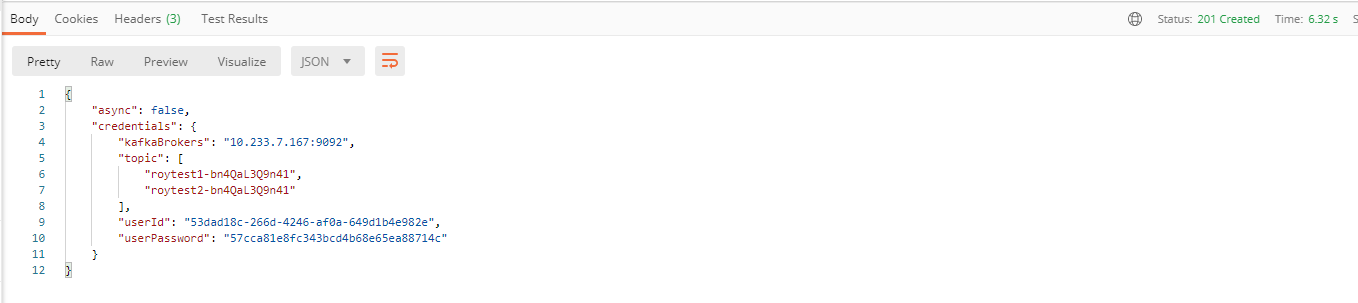 Body Cookies Headers (3) Test Results Status: 201 Created Time: 6.32 s S
Pretty Raw Preview Visualize JSON
1 {
2 "async": false,
3 "credentials": {
4 "kafkaBrokers": "10.233.7.167:9092",
5 "topic": [
6 "roytest1-bn4QaL3Q9n41",
7 "roytest2-bn4QaL3Q9n41"
8 ],
9 "userId": "53dad18c-266d-4246-af0a-649d1b4e982e",
10 "userPassword": "57cca81e8fc343bcd4b68e65ea88714c"
11 }
12 }